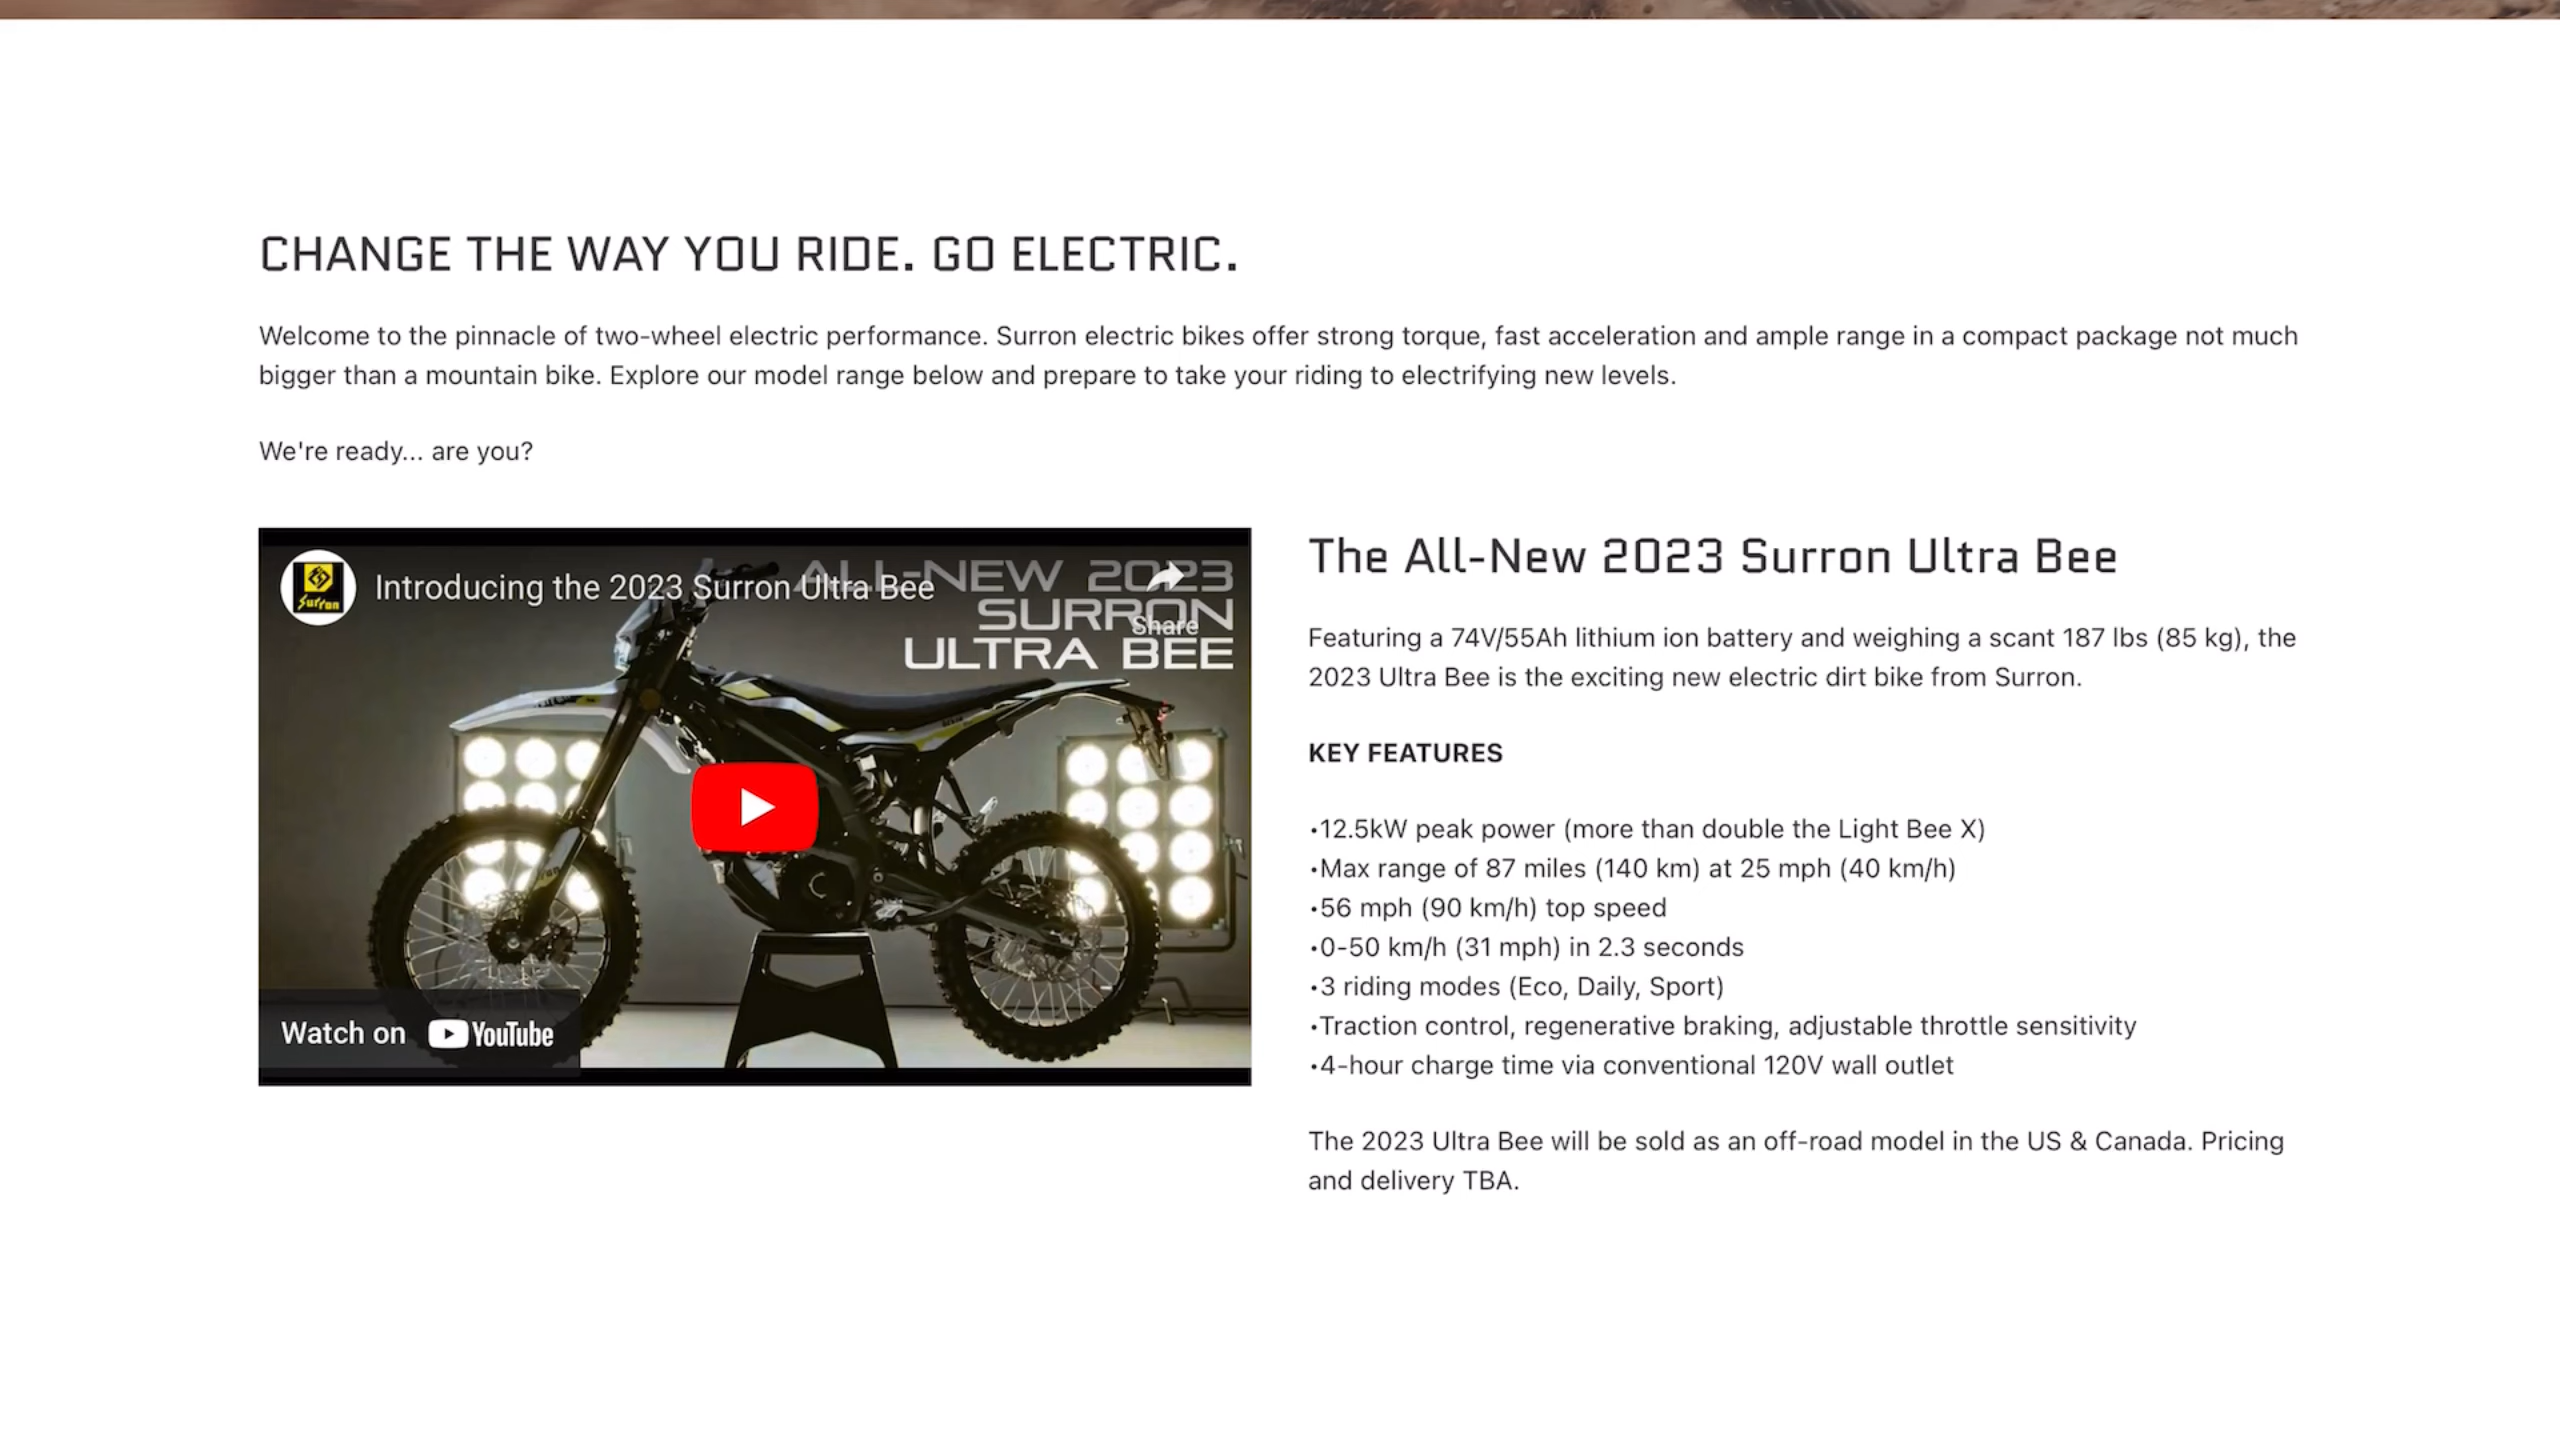 CHANGE THE WAY YOU RIDE. GO ELECTRIC.
Welcome to the pinnacle of two-wheel electric performance. Surron electric bikes offer strong torque, fast acceleration and ample range in a compact package not much
bigger than a mountain bike. Explore our model range below and prepare to take your riding to electrifying new levels.
We're ready... are you?
Surron
Introducing the 2023 Surron Ultra Bee
ALL-NEW 2023
SURRON
ULTRA BEE
Share
Watch on YouTube
The All-New 2023 Surron Ultra Bee
Featuring a 74V/55Ah lithium ion battery and weighing a scant 187 lbs (85 kg), the
2023 Ultra Bee is the exciting new electric dirt bike from Surron.
KEY FEATURES
•12.5kW peak power (more than double the Light Bee X)
•Max range of 87 miles (140 km) at 25 mph (40 km/h)
•56 mph (90 km/h) top speed
•0-50 km/h (31 mph) in 2.3 seconds
•3 riding modes (Eco, Daily, Sport)
•Traction control, regenerative braking, adjustable throttle sensitivity
•4-hour charge time via conventional 120V wall outlet
The 2023 Ultra Bee will be sold as an off-road model in the US & Canada. Pricing
and delivery TBA.